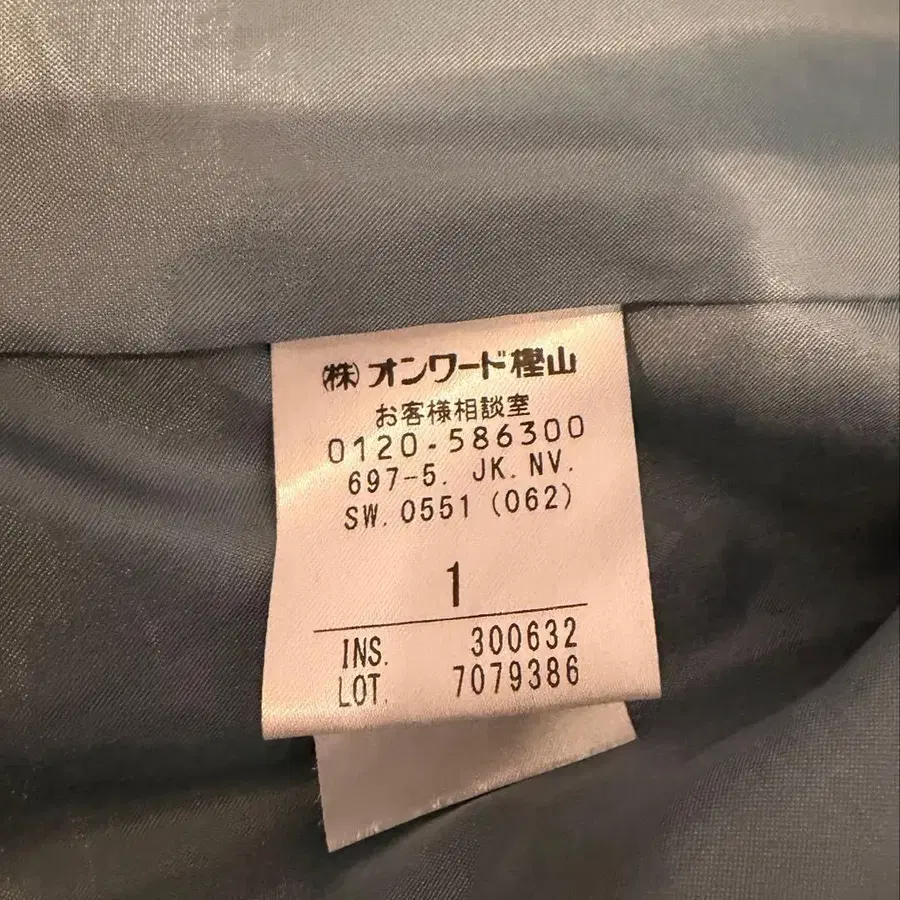 (株)オンワード樫山
お客様相談室
0120-586300
697-5. JK. NV.
SW. 0551 (062)
1
INS. 300632
LOT. 7079386